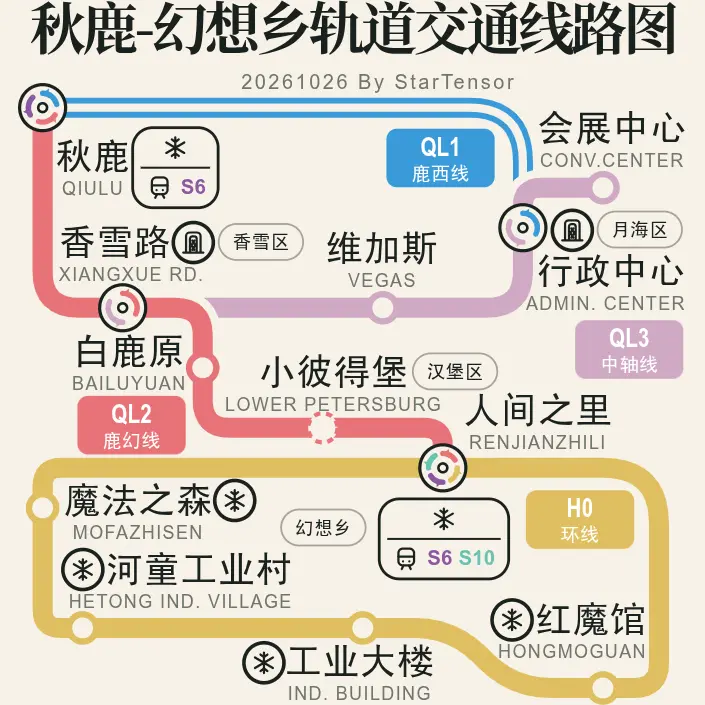 秋鹿-幻想乡轨道交通线路图
20261026 By StarTensor
会展中心
CONV.CENTER
QL1
鹿西线
秋鹿
QIULU
S6
香雪路
香雪区
XIANGXUE RD.
维加斯
VEGAS
月海区
行政中心
ADMIN. CENTER
QL3
中轴线
白鹿原
BAILUYUAN
小彼得堡
汉堡区
LOWER PETERSBURG
QL2
鹿幻线
人间之里
RENJIANZHILI
魔法之森
MOFAZHISEN
幻想乡
S6 S10
H0
环线
河童工业村
HETONG IND. VILLAGE
红魔馆
HONGMOGUAN
工业大楼
IND. BUILDING